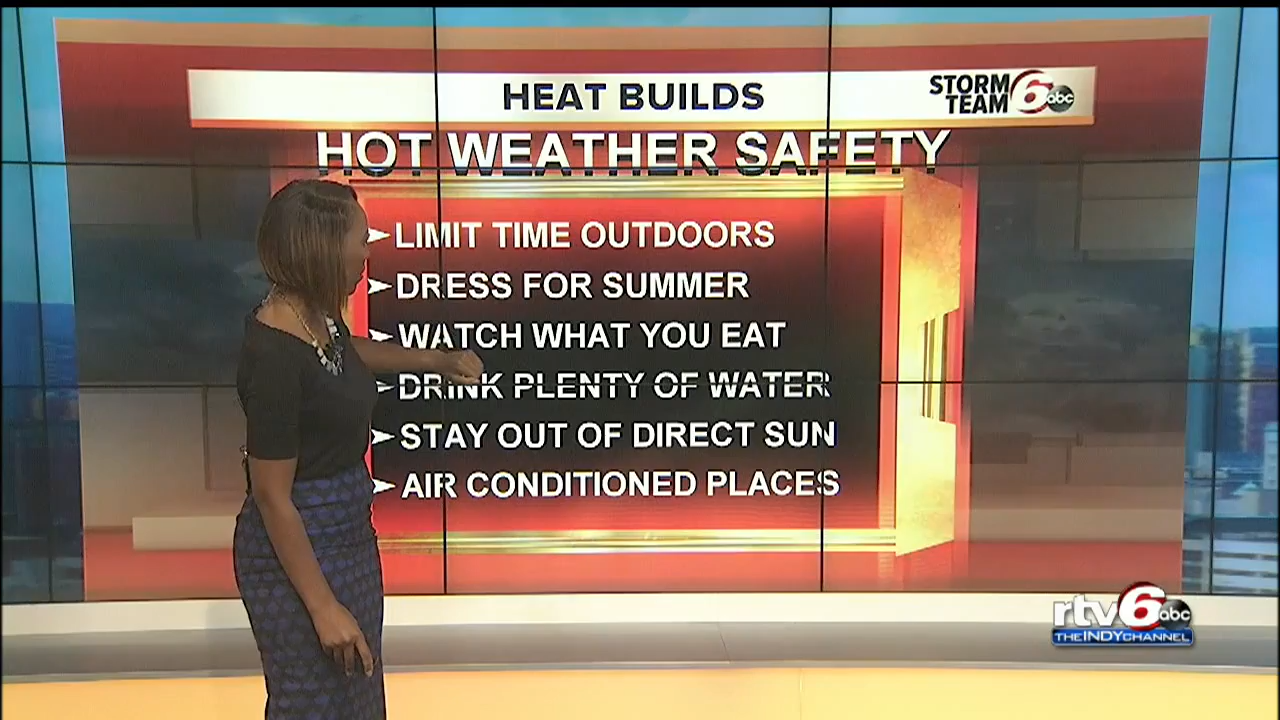 HEAT BUILDS
STORM
TEAM
6 abc
HOT WEATHER SAFETY
LIMIT TIME OUTDOORS
DRESS FOR SUMMER
WATCH WHAT YOU EAT
DRINK PLENTY OF WATER
STAY OUT OF DIRECT SUN
AIR CONDITIONED PLACES
rtv6 abc
THE INDY CHANNEL